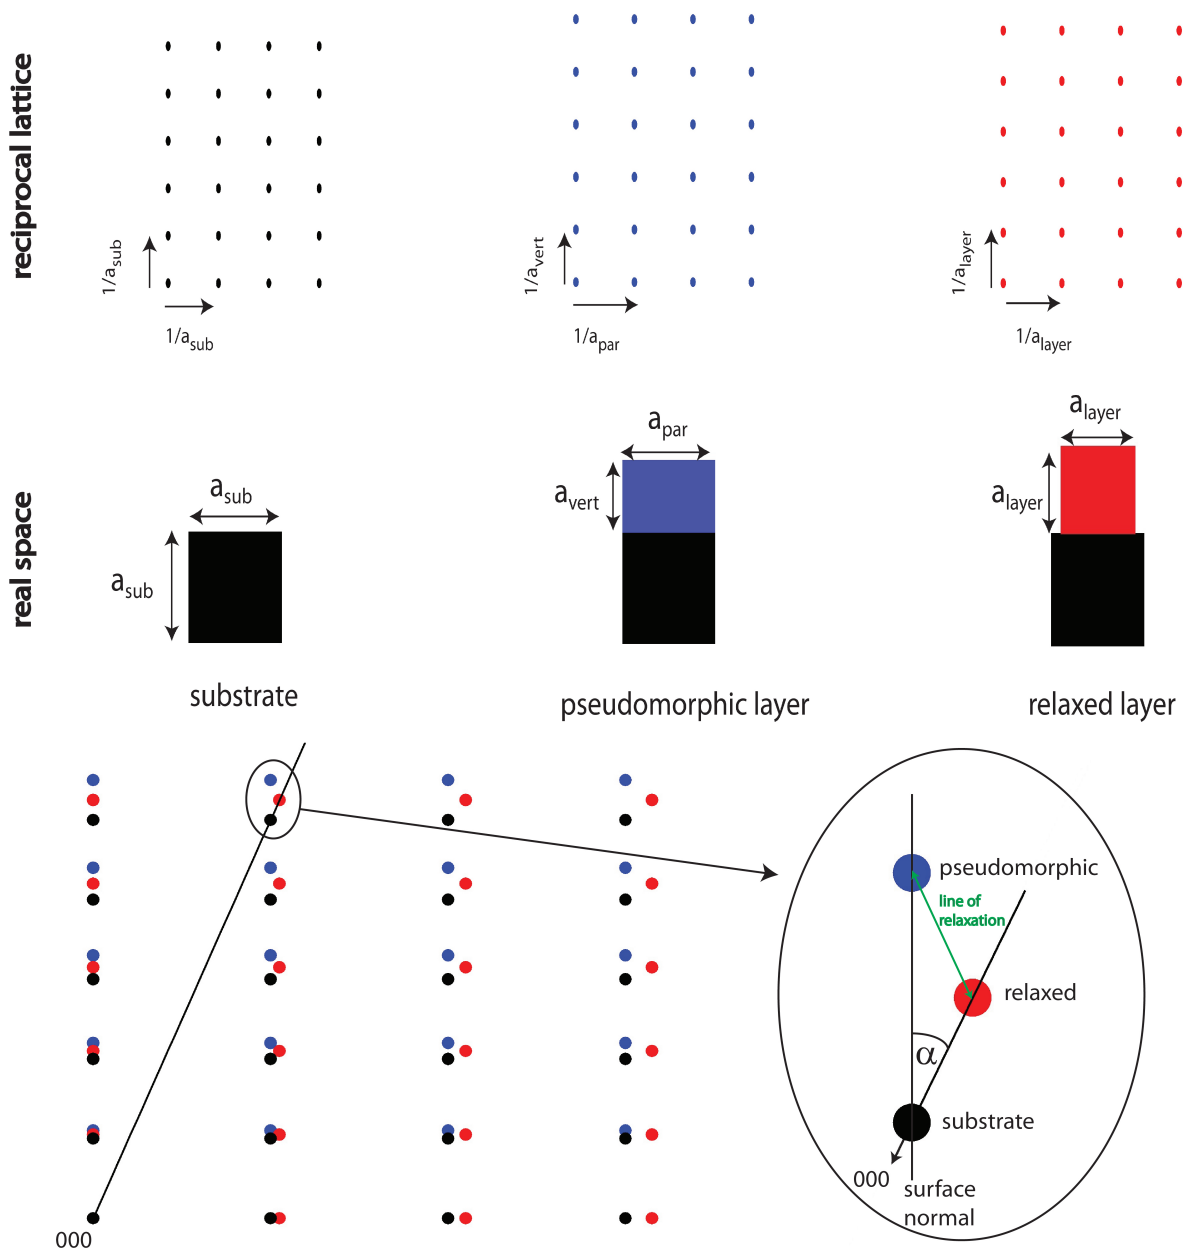 reciprocal lattice
1/a_sub
1/a_sub
1/a_vert
1/a_par
1/a_layer
1/a_layer
real space
a_sub
a_sub
substrate
a_par
a_vert
pseudomorphic layer
a_layer
a_layer
relaxed layer
000
pseudomorphic
line of
relaxation
relaxed
α
substrate
000
surface
normal